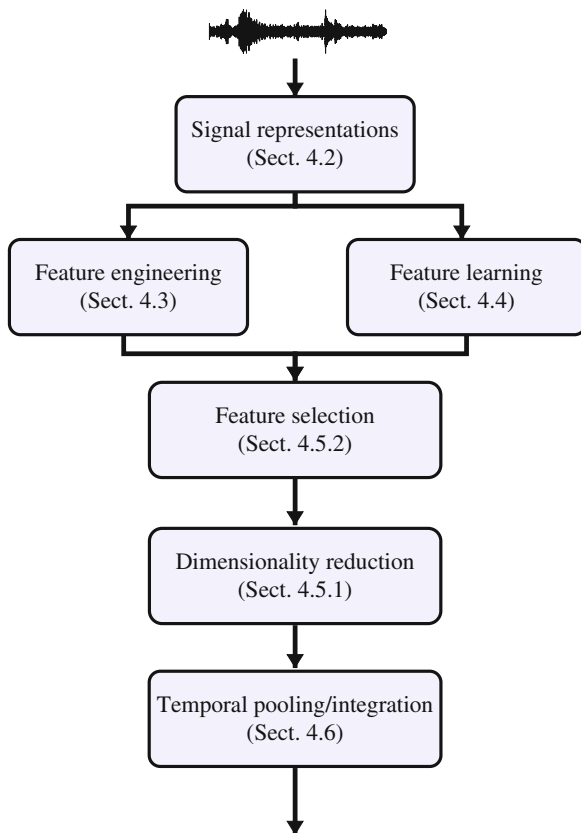 Signal representations
(Sect. 4.2)
Feature engineering
(Sect. 4.3)
Feature learning
(Sect. 4.4)
Feature selection
(Sect. 4.5.2)
Dimensionality reduction
(Sect. 4.5.1)
Temporal pooling/integration
(Sect. 4.6)